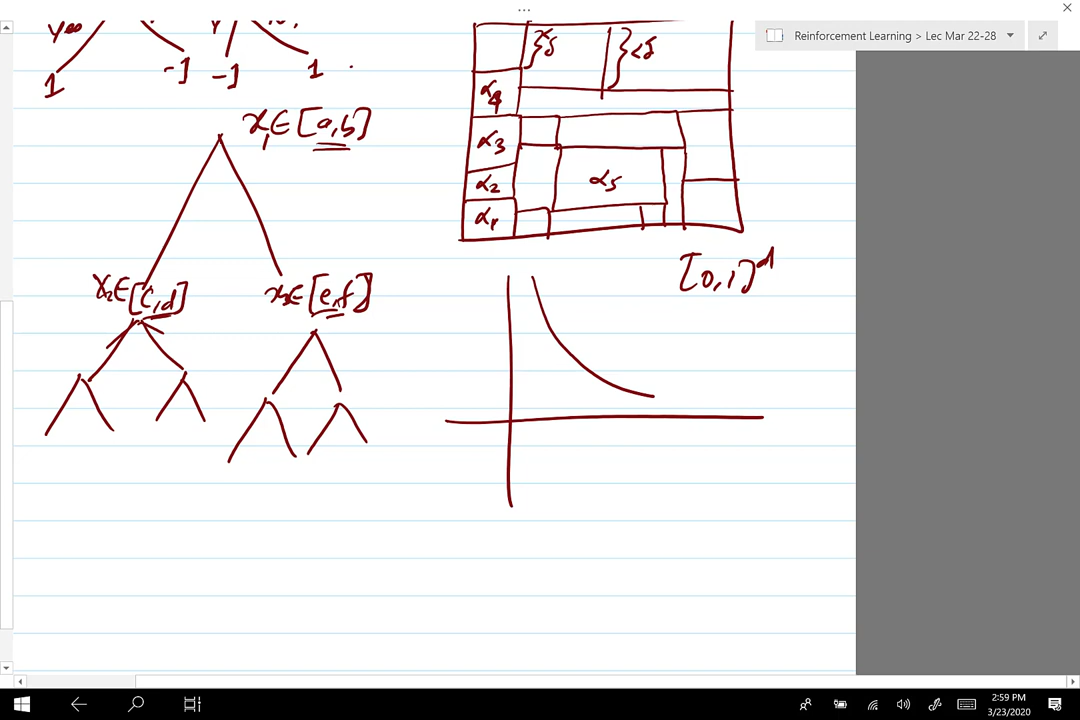 Reinforcement Learning > Lec Mar 22-28
yes
1
-1
-1
1
x₁∈[a,b]
x₂∈[c,d]
x₃∈[e,f]
}<δ
α₄
α₃
α₂
α₁
α₅
[0,1]^d
2:59 PM
3/23/2020